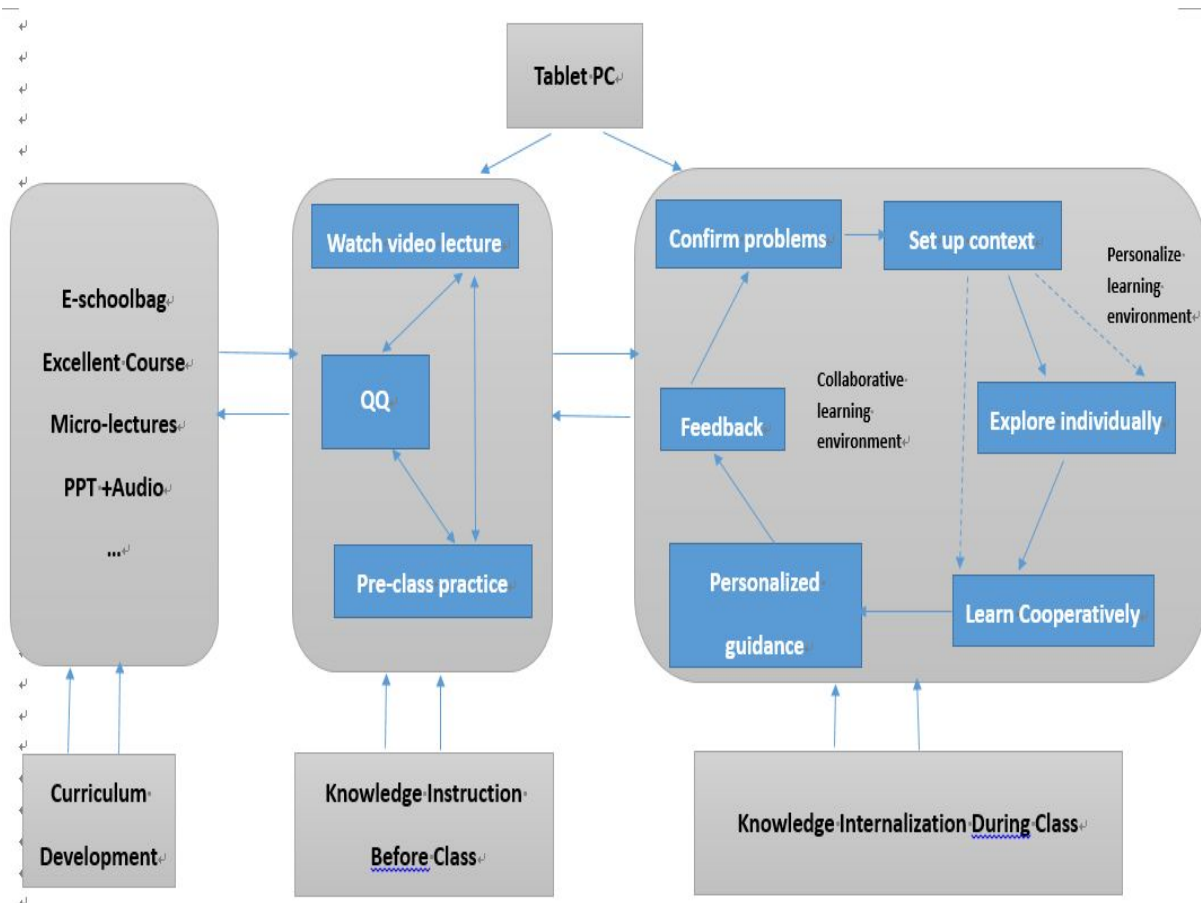 Tablet PC
E-schoolbag
Excellent Course
Micro-lectures
PPT +Audio
...
Watch video lecture
QQ
Pre-class practice
Confirm problems
Set up context
Personalize
learning
environment
Collaborative
learning
environment
Feedback
Explore individually
Personalized
guidance
Learn Cooperatively
Curriculum
Development
Knowledge Instruction
Before Class
Knowledge Internalization During Class